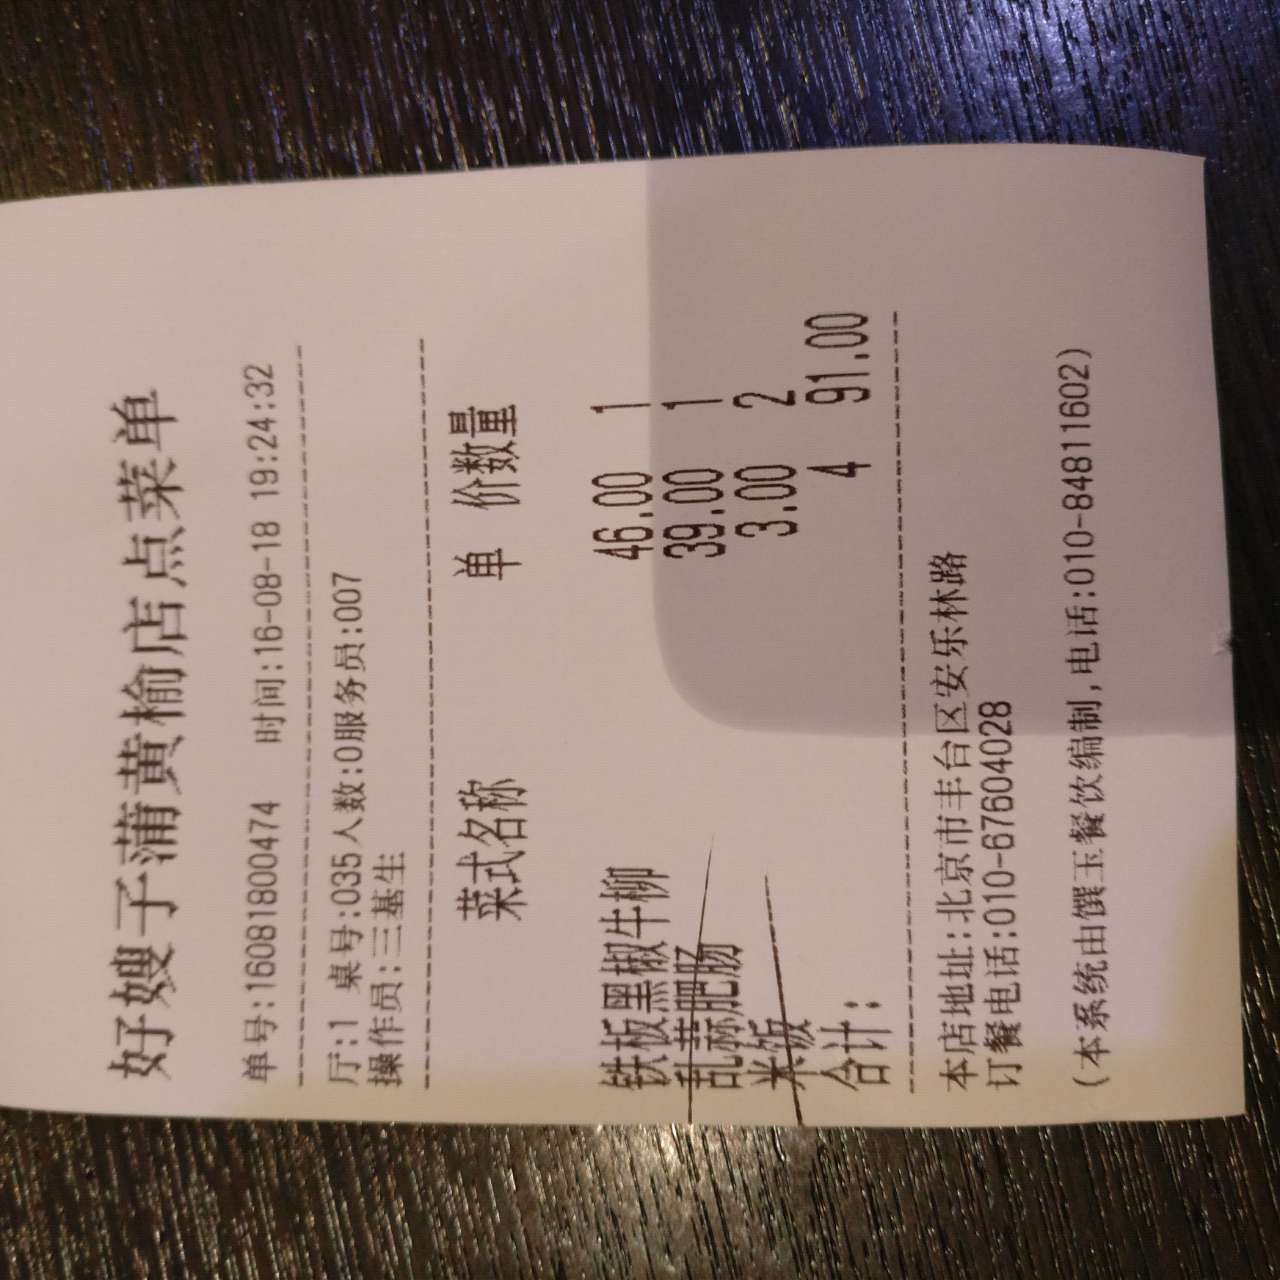 好嫂子蒲黄榆店点菜单
单号:16081800474 时间:16-08-18 19:24:32
厅:1 桌号:035人数:0服务员:007
操作员:三基生
菜式名称 单 价数量
铁板黑椒牛柳 46.00 1
乱蒜肥肠 39.00 1
米饭 3.00 2
合计: 4 91.00
本店地址:北京市丰台区安乐林路
订餐电话:010-67604028
(本系统由馔玉餐饮编制,电话:010-84811602)